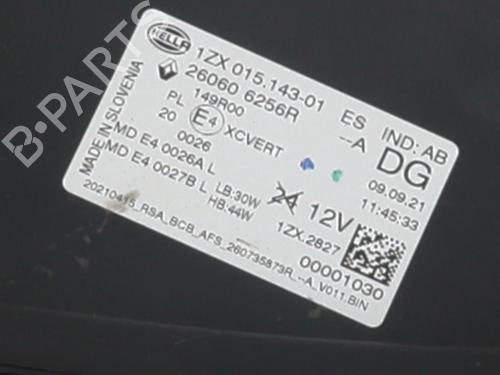 HELLA
1ZX 015.143-01 ES IND: AB
26060 6256R --A DG
PL 149R00
20 E4 XCVERT
0026
09.09.21
11:45:33
MD E4 0026A L
MD E4 0027B L
LB:30W
HB:44W
12V
1ZX.2827
00001030
MADE IN SLOVENIA
20210415_RSA_BCB_AFS_260735873R_--A_V011.BIN
B-PARTS